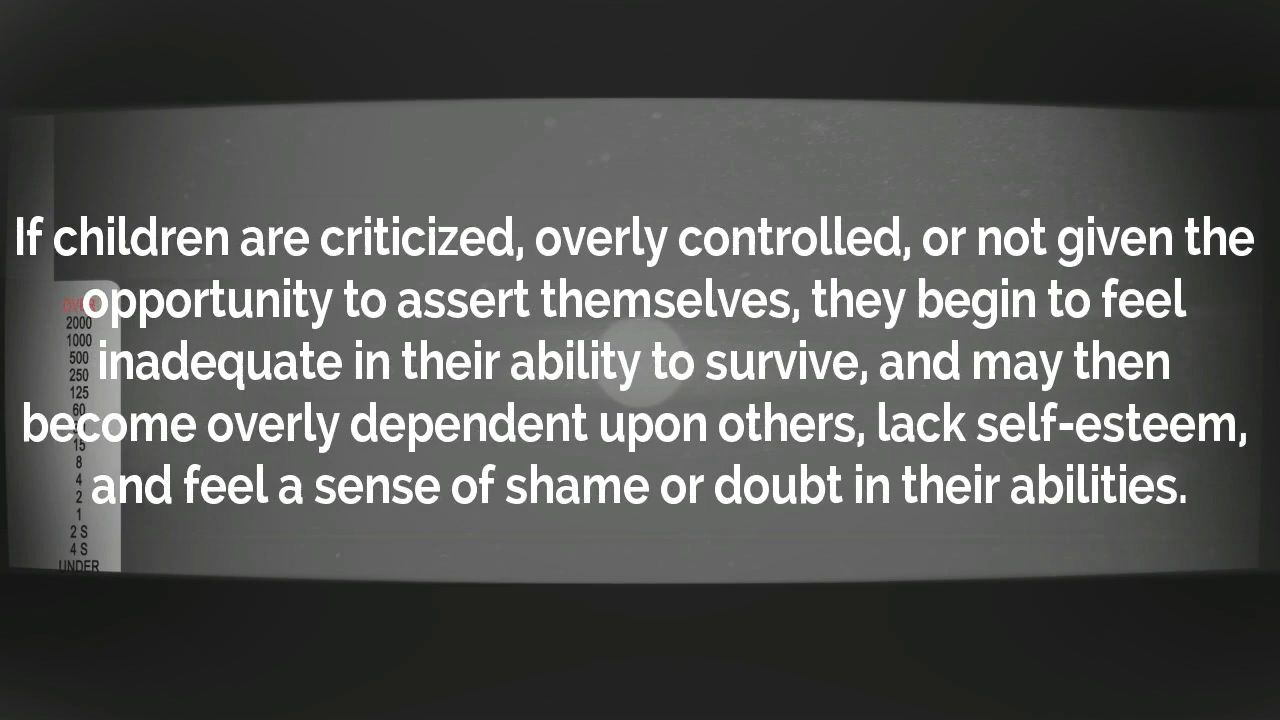 If children are criticized, overly controlled, or not given the
opportunity to assert themselves, they begin to feel
inadequate in their ability to survive, and may then
become overly dependent upon others, lack self-esteem,
and feel a sense of shame or doubt in their abilities.
OVER
2000
1000
500
250
125
60
15
8
4
2
1
2 S
4 S
UNDER